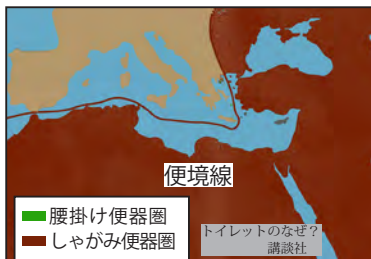 便境線
腰掛け便器圏
しゃがみ便器圏
トイレットのなぜ？
講談社